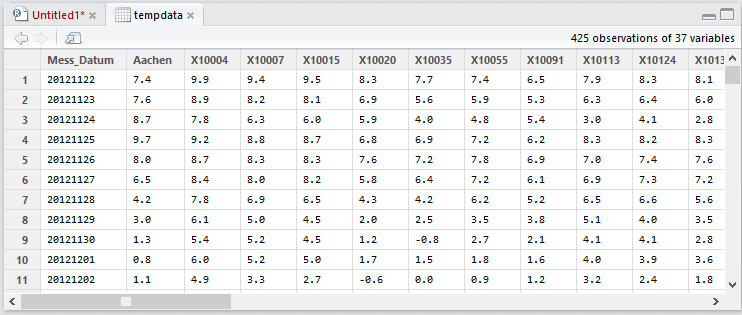 Untitled1* tempdata
425 observations of 37 variables
Mess_Datum Aachen X10004 X10007 X10015 X10020 X10035 X10055 X10091 X10113 X10124 X1013
1 20121122 7.4 9.9 9.4 9.5 8.3 7.7 7.4 6.5 7.9 8.3 8.1
2 20121123 7.6 8.9 8.2 8.1 6.9 5.6 5.9 5.3 6.3 6.4 6.0
3 20121124 8.7 7.8 6.3 6.0 5.9 4.0 4.8 5.4 3.0 4.1 2.8
4 20121125 9.7 9.2 8.8 8.7 6.8 6.9 7.2 6.2 8.3 8.2 8.3
5 20121126 8.0 8.7 8.3 8.3 7.6 7.2 7.8 6.9 7.0 7.4 7.6
6 20121127 6.5 8.4 8.0 8.2 5.8 6.4 7.2 6.1 6.9 7.3 7.2
7 20121128 4.2 7.8 6.9 6.5 4.3 4.2 6.2 5.2 6.5 6.6 5.6
8 20121129 3.0 6.1 5.0 4.5 2.0 2.5 3.5 3.8 5.1 4.0 3.5
9 20121130 1.3 5.4 5.2 4.5 1.2 -0.8 2.7 2.1 4.1 4.1 2.8
10 20121201 0.8 6.0 5.2 5.0 1.7 1.5 1.8 1.6 4.0 3.9 3.6
11 20121202 1.1 4.9 3.3 2.7 -0.6 0.0 0.9 1.2 3.2 2.4 1.8